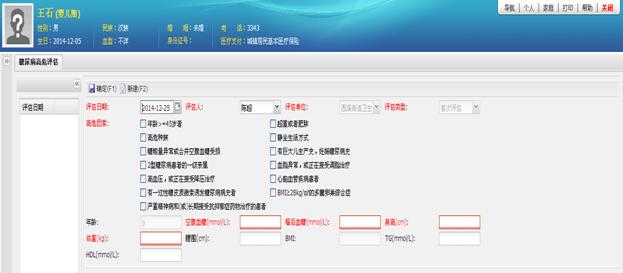 导航 | 个人 | 家庭 | 打印 | 帮助 | 关闭
王石 (婴儿期)
性别：男 民族：汉族 婚 姻：未婚 电 话：3343
生日：2014-12-05 血型：不详 身份证号： 医疗支付：城镇居民基本医疗保险
糖尿病高危评估
确定(F1) 新建(F2)
评估日期
评估日期: 2014-12-25 评估人: 陈超 评估单位: 评估类型: 首次评估
高危因素: 年龄>=45岁者 超重或者肥胖
高危种族 静坐生活方式
糖耐量异常或合并空腹血糖受损 有巨大儿生产史，妊娠糖尿病史
2型糖尿病患者的一级亲属 血脂异常，或正在接受调脂治疗
高血压，或正在接受降压治疗 心脑血管疾病患者
有一过性糖皮质激素诱发糖尿病病史者 BMI≥28kg/㎡的多囊卵巢综合症
严重精神病和(或)长期接受抗抑郁症药物治疗的患者
年龄: 0 空腹血糖(mmol/L): 餐后血糖(mmol/L): 身高(cm):
体重(kg): 腰围(cm): BMI: TG(mmol/L):
HDL(mmol/L):